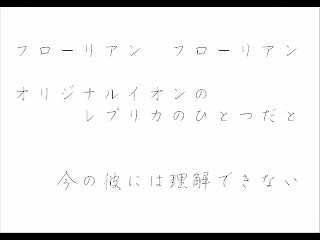 フローリアン　フローリアン
オリジナルイオンの
レプリカのひとつだと
今の彼には理解できない